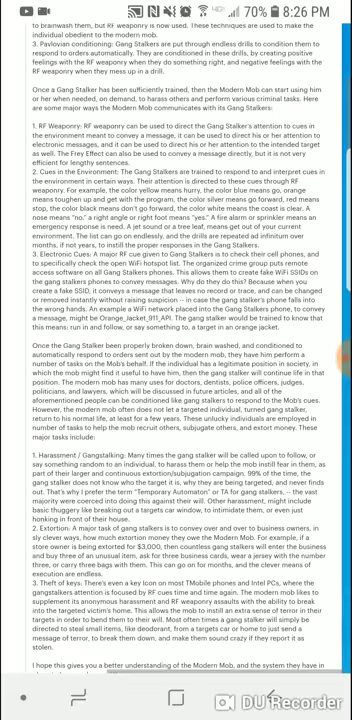 70% 8:26 PM
to brainwash them, but RF weaponry is now used. These techniques are used to make the
individual obedient to the modern mob.
3. Pavlovian conditioning: Gang Stalkers are put through endless drills to condition them to
respond to orders automatically. They are conditioned in these drills, by creating positive
feelings with the RF weaponry when they do something right, and negative feelings with the
RF weaponry when they mess up in a drill.
Once a Gang Stalker has been sufficiently trained, then the Modern Mob can start using him
or her when needed, on demand, to harass others and perform various criminal tasks. Here
are some major ways the Modern Mob communicates with its Gang Stalkers:
1. RF Weaponry: RF weaponry can be used to direct the Gang Stalker's attention to cues in
the environment meant to convey a message, it can be used to direct his or her attention to
electronic messages, and it can be used to direct his or her attention to the intended target
as well. The Frey Effect can also be used to convey a message directly, but it is not very
efficient for lengthy sentences.
2. Cues in the Environment: The Gang Stalkers are trained to respond to and interpret cues
in the environment in certain ways. Their attention is directed to these cues through RF
weaponry. For example, the color yellow means hurry, the color blue means go, orange
means toughen up and get with the program, the color silver means go forward, red means
stop, the color black means don't go forward, the color white means the coast is clear. A
nose means "no," a right angle or right foot means "yes." A fire alarm or sprinkler means an
emergency response is need. A jet sound or a tree leaf, means get out of your current
environment. The list can go on endlessly, and the drills are repeated ad infinitum over
months, if not years, to instill the proper responses in the Gang Stalkers.
3. Electronic Cues: A major RF cue given to Gang Stalkers is to check their cell phones, and
to specifically check the open WiFi hotspot list. The organized crime group puts remote
access software on all Gang Stalkers phones. This allows them to create fake WiFi SSIDs on
the gang stalkers phones to convey messages. Why do they do this? Because when you
create a fake SSID, it conveys a message that leaves no record or trace, and can be changed
or removed instantly without raising suspicion -- in case the gang stalker's phone falls into
the wrong hands. An example a WiFi network placed into the Gang Stalkers phone, to convey
a message, might be Orange_Jacket_911_API. The gang stalker would be trained to know that
this means: run in and follow, or say something to, a target in an orange jacket.
Once the Gang Stalker been properly broken down, brain washed, and conditioned to
automatically respond to orders sent out by the modern mob, they have him perform a
number of tasks on the Mob's behalf. If the individual has a legitimate position in society, in
which the mob might find it useful to have him, then the gang stalker will continue life in that
position. The modern mob has many uses for doctors, dentists, police officers, judges,
politicians, and lawyers, which will be discussed in future articles, and all of the
aforementioned people can be conditioned like gang stalkers to respond to the Mob's cues.
However, the modern mob often does not let a targeted individual, turned gang stalker,
return to his normal life, at least for a few years. These unlucky individuals are employed in
number of tasks to help the mob recruit others, subjugate others, and extort money. These
major tasks include:
1. Harassment / Gangstalking: Many times the gang stalker will be called upon to follow, or
say something random to an individual, to harass them or help the mob instill fear in them, as
part of their larger and continuous extortion/subjugation campaign. 99% of the time, the
gang stalker does not know who the target it is, why they are being targeted, and never finds
out. That's why I prefer the term "Temporary Automaton" or TA for gang stalkers, -- the vast
majority were coerced into doing this against their will. Other harassment, might include
basic thuggery like breaking out a targets car window, to intimidate them, or even just
honking in front of their house.
2. Extortion: A major task of gang stalkers is to convey over and over to business owners, in
sly clever ways, how much extortion money they owe the Modern Mob. For example, if a
store owner is being extorted for $3,000, then countless gang stalkers will enter the business
and buy three of an unusual item, ask for three business cards, wear a jersey with the number
three, or carry three bags with them. This can go on for months, and the clever means of
execution are endless.
3. Theft of keys: There's even a key Icon on most TMobile phones and Intel PCs, where the
gangstalkers attention is focused by RF cues time and time again. The modern mob likes to
supplement its anonymous harassment and RF weaponry assaults with the ability to break
into the targeted victim's home. This allows the mob to instill an extra sense of terror in their
targets in order to bend them to their will. Most often times a gang stalker will simply be
directed to steal small items, like deodorant, from a targets car or home to just send a
message of terror, to break them down, and make them sound crazy if they report it as
stolen.
I hope this gives you a better understanding of the Modern Mob, and the system they have in
DU Recorder